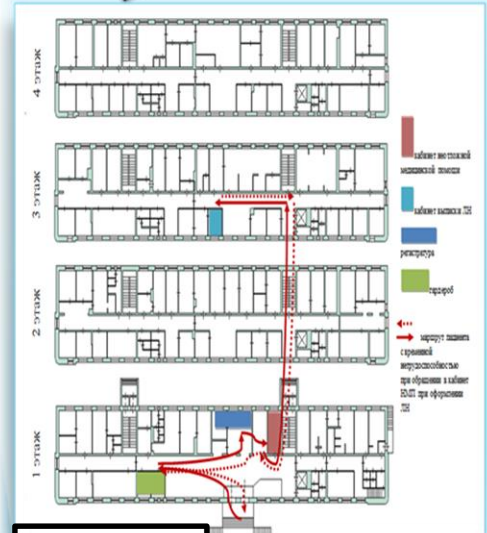 4 этаж
3 этаж
2 этаж
1 этаж
кабинет неотложной
медицинской помощи
кабинет выписки ЛН
регистратура
гардероб
маршрут пациента
с временной
нетрудоспособностью
при обращении в кабинет
НМП при оформлении
ЛН